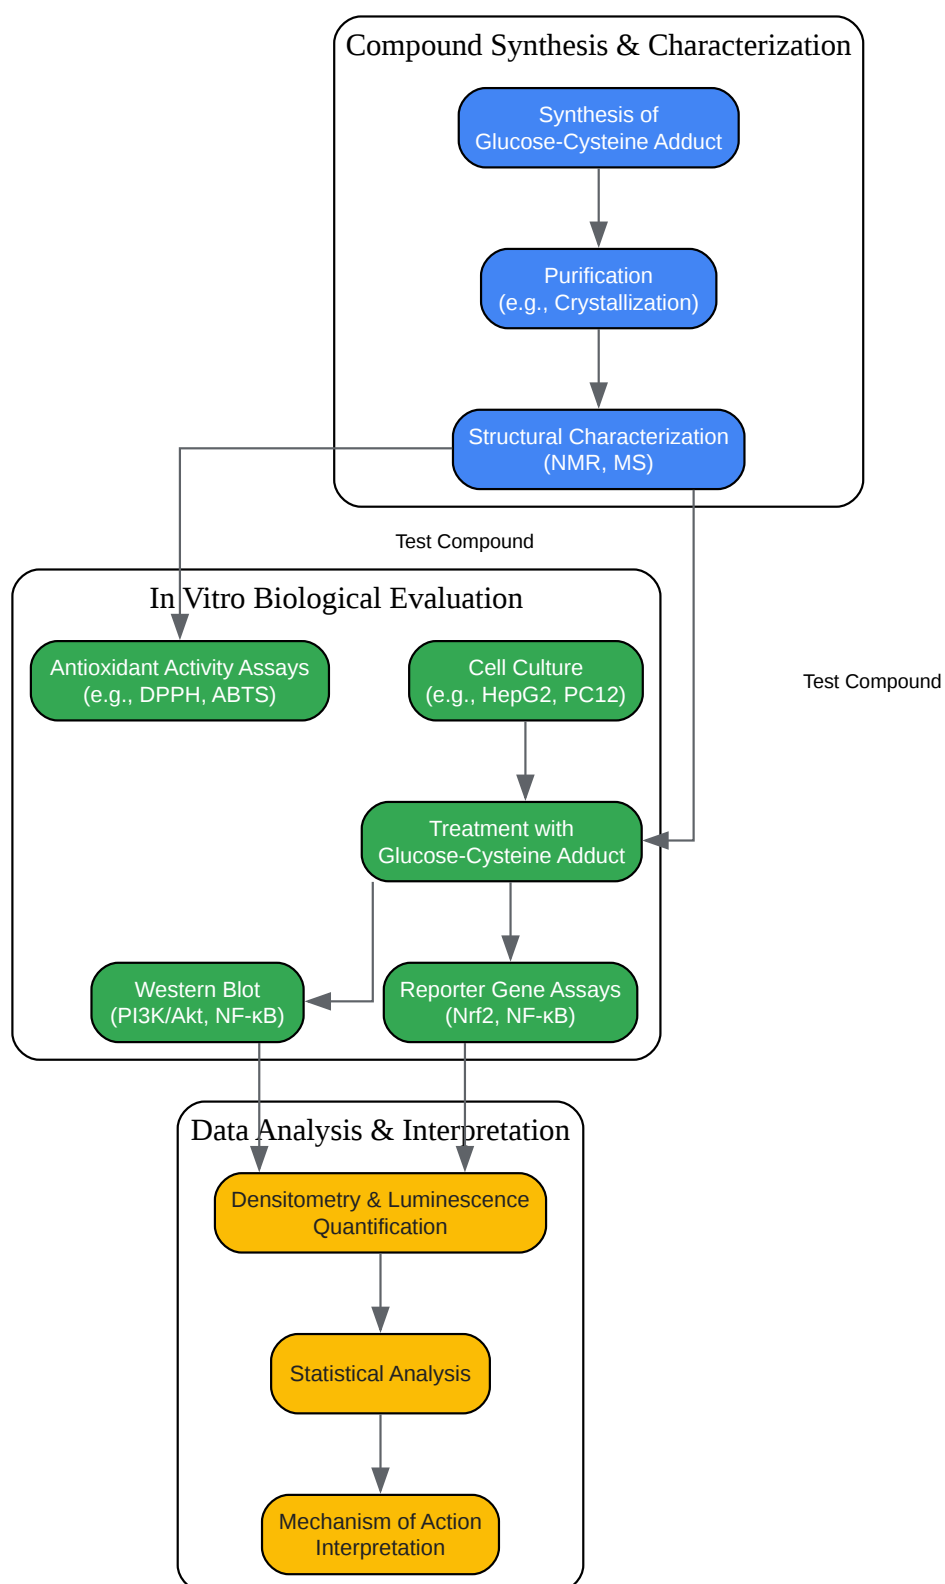 Compound Synthesis & Characterization
Synthesis of
Glucose-Cysteine Adduct
Purification
(e.g., Crystallization)
Structural Characterization
(NMR, MS)
Test Compound
In Vitro Biological Evaluation
Antioxidant Activity Assays
(e.g., DPPH, ABTS)
Cell Culture
(e.g., HepG2, PC12)
Test Compound
Treatment with
Glucose-Cysteine Adduct
Western Blot
(PI3K/Akt, NF-κB)
Reporter Gene Assays
(Nrf2, NF-κB)
Data Analysis & Interpretation
Densitometry & Luminescence
Quantification
Statistical Analysis
Mechanism of Action
Interpretation